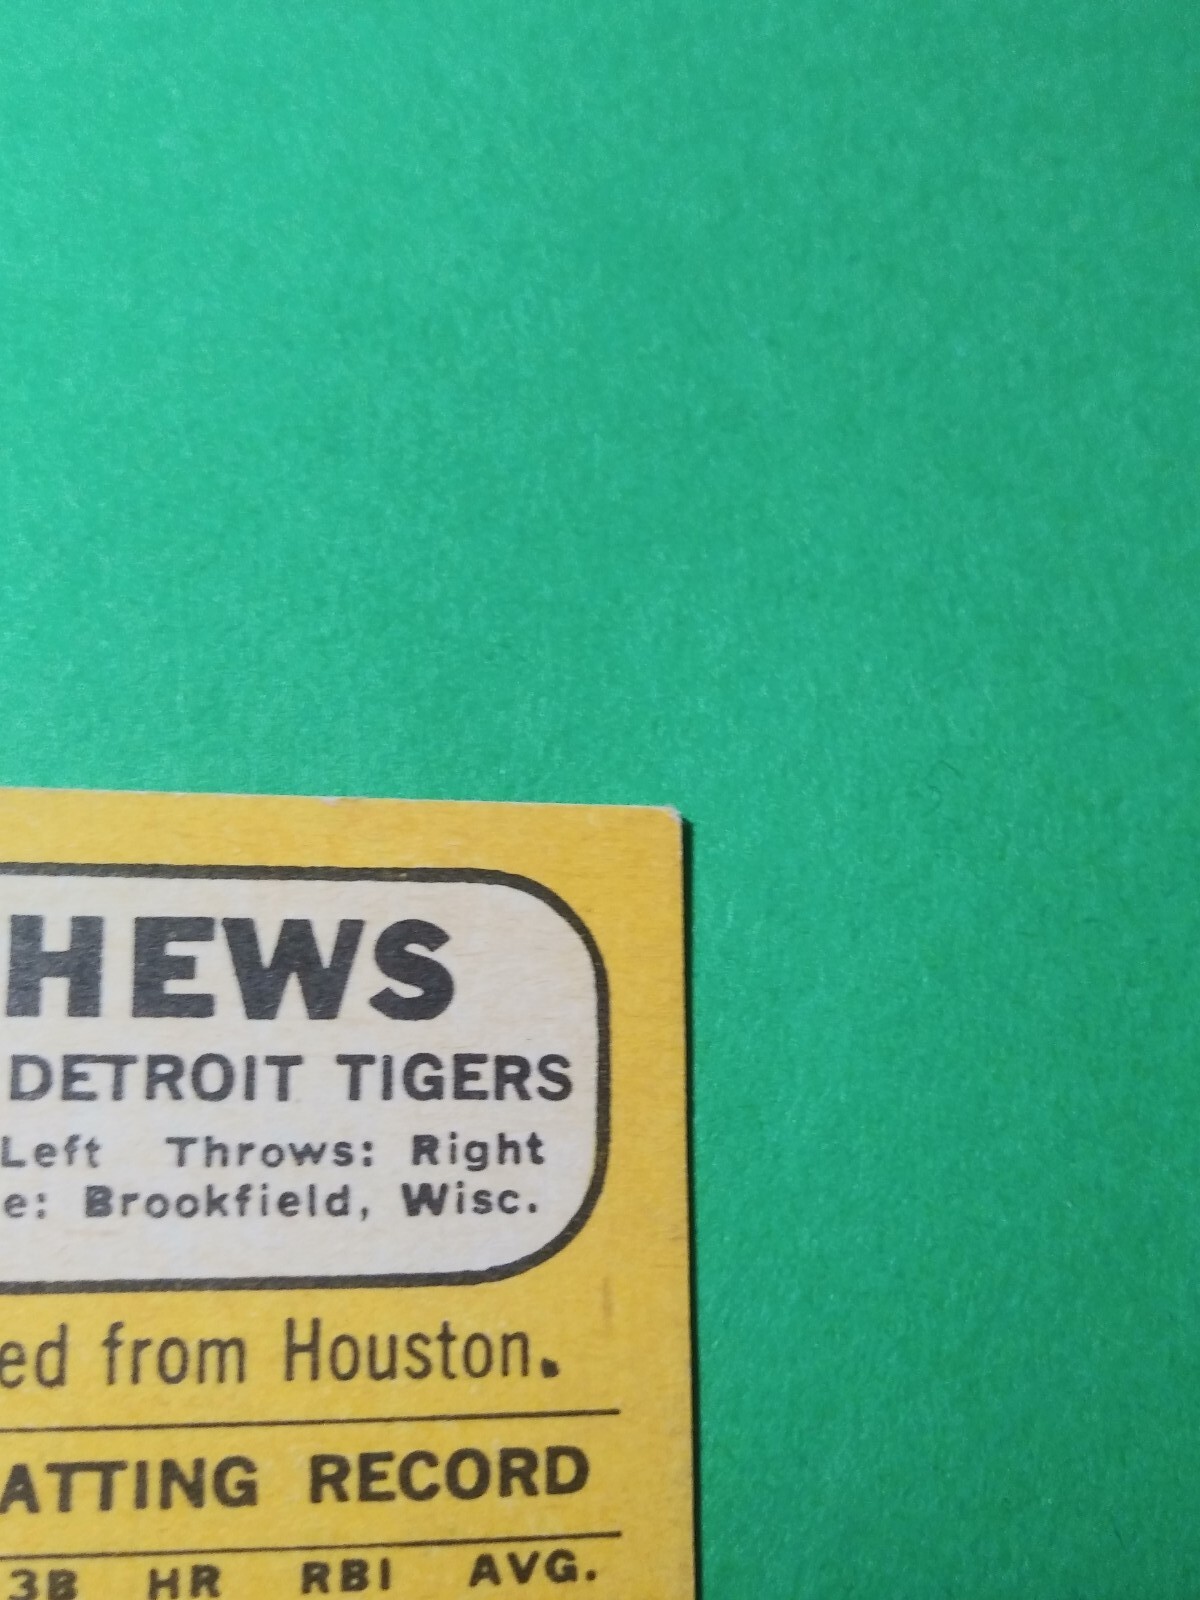 HEWS
DETROIT TIGERS
Left Throws: Right
e: Brookfield, Wisc.
ed from Houston.
ATTING RECORD
3B HR RBI AVG.